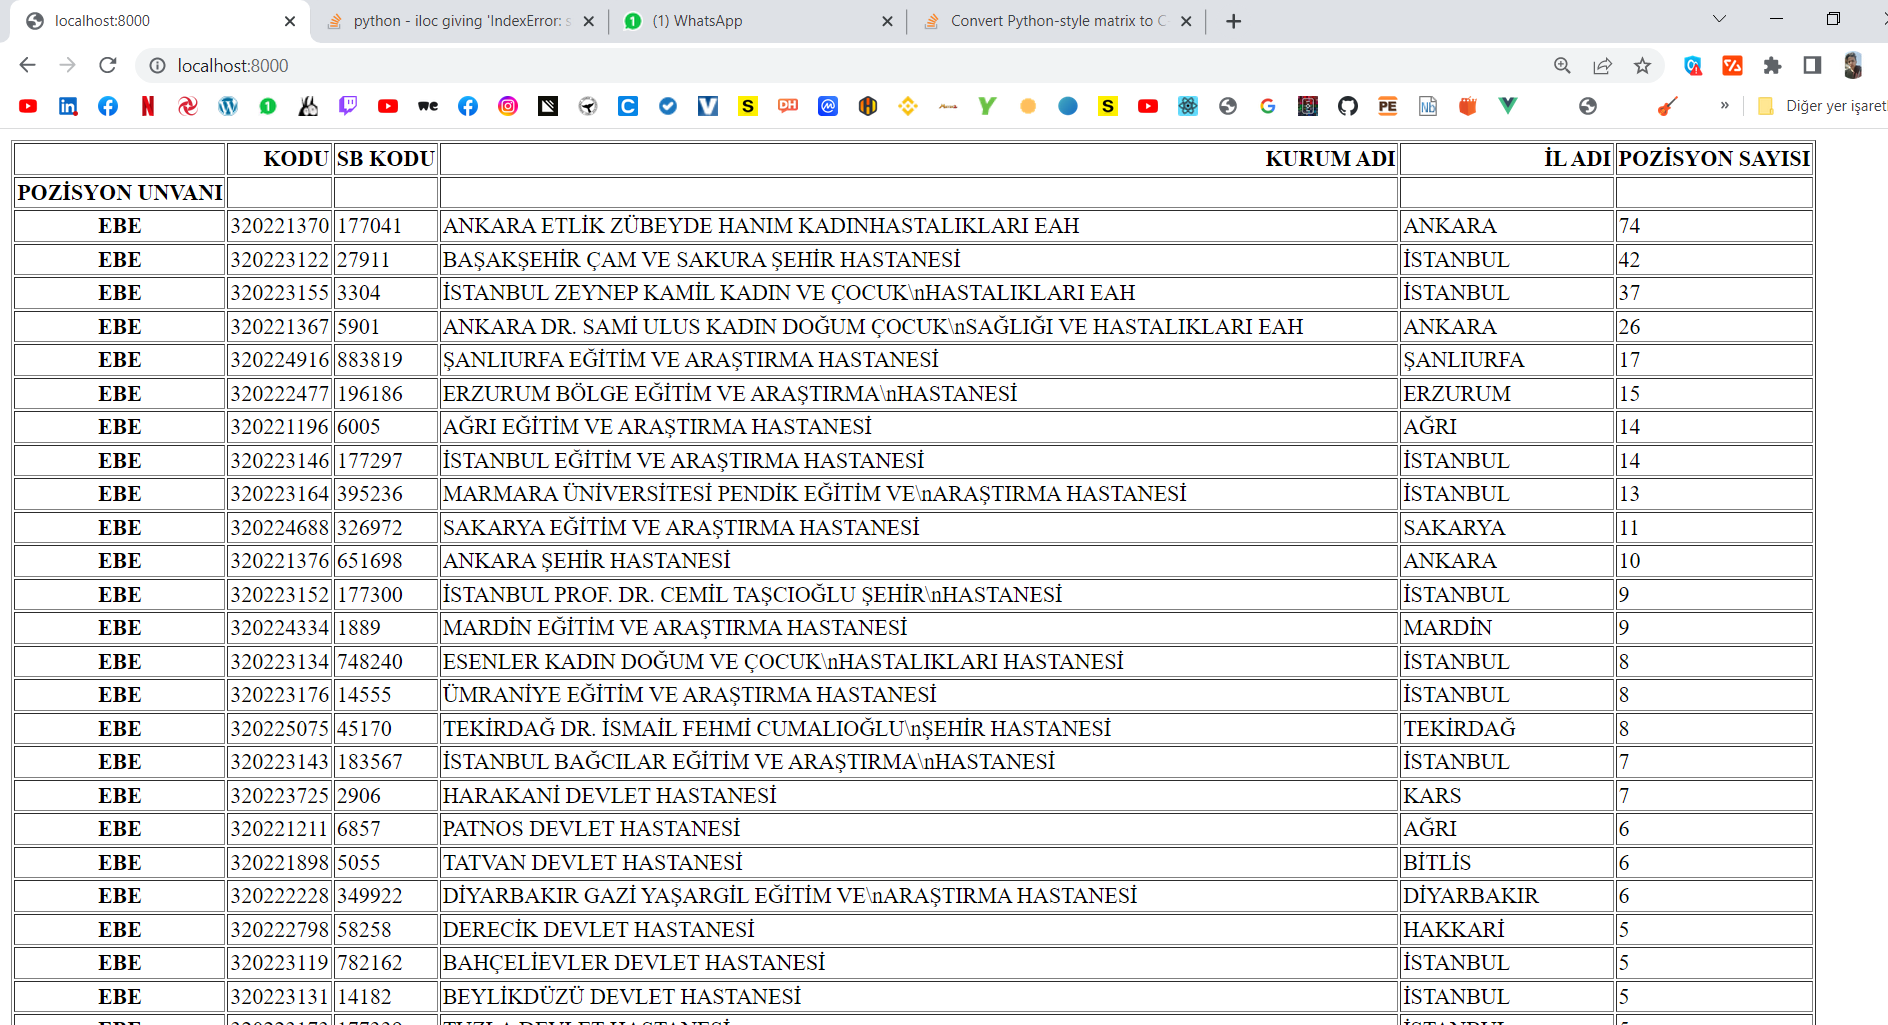 localhost:8000
python - iloc giving 'IndexError: s
(1) WhatsApp
Convert Python-style matrix to C-
localhost:8000
Diğer yer işaretl
KODU SB KODU KURUM ADI İL ADI POZİSYON SAYISI
POZİSYON UNVANI
EBE 320221370 177041 ANKARA ETLİK ZÜBEYDE HANIM KADINHASTALIKLARI EAH ANKARA 74
EBE 320223122 27911 BAŞAKŞEHİR ÇAM VE SAKURA ŞEHİR HASTANESİ İSTANBUL 42
EBE 320223155 3304 İSTANBUL ZEYNEP KAMİL KADIN VE ÇOCUK\nHASTALIKLARI EAH İSTANBUL 37
EBE 320221367 5901 ANKARA DR. SAMİ ULUS KADIN DOĞUM ÇOCUK\nSAĞLIĞI VE HASTALIKLARI EAH ANKARA 26
EBE 320224916 883819 ŞANLIURFA EĞİTİM VE ARAŞTIRMA HASTANESİ ŞANLIURFA 17
EBE 320222477 196186 ERZURUM BÖLGE EĞİTİM VE ARAŞTIRMA\nHASTANESİ ERZURUM 15
EBE 320221196 6005 AĞRI EĞİTİM VE ARAŞTIRMA HASTANESİ AĞRI 14
EBE 320223146 177297 İSTANBUL EĞİTİM VE ARAŞTIRMA HASTANESİ İSTANBUL 14
EBE 320223164 395236 MARMARA ÜNİVERSİTESİ PENDİK EĞİTİM VE\nARAŞTIRMA HASTANESİ İSTANBUL 13
EBE 320224688 326972 SAKARYA EĞİTİM VE ARAŞTIRMA HASTANESİ SAKARYA 11
EBE 320221376 651698 ANKARA ŞEHİR HASTANESİ ANKARA 10
EBE 320223152 177300 İSTANBUL PROF. DR. CEMİL TAŞCIOĞLU ŞEHİR\nHASTANESİ İSTANBUL 9
EBE 320224334 1889 MARDİN EĞİTİM VE ARAŞTIRMA HASTANESİ MARDİN 9
EBE 320223134 748240 ESENLER KADIN DOĞUM VE ÇOCUK\nHASTALIKLARI HASTANESİ İSTANBUL 8
EBE 320223176 14555 ÜMRANİYE EĞİTİM VE ARAŞTIRMA HASTANESİ İSTANBUL 8
EBE 320225075 45170 TEKİRDAĞ DR. İSMAİL FEHMİ CUMALIOĞLU\nŞEHİR HASTANESİ TEKİRDAĞ 8
EBE 320223143 183567 İSTANBUL BAĞCILAR EĞİTİM VE ARAŞTIRMA\nHASTANESİ İSTANBUL 7
EBE 320223725 2906 HARAKANİ DEVLET HASTANESİ KARS 7
EBE 320221211 6857 PATNOS DEVLET HASTANESİ AĞRI 6
EBE 320221898 5055 TATVAN DEVLET HASTANESİ BİTLİS 6
EBE 320222228 349922 DİYARBAKIR GAZİ YAŞARGİL EĞİTİM VE\nARAŞTIRMA HASTANESİ DİYARBAKIR 6
EBE 320222798 58258 DERECİK DEVLET HASTANESİ HAKKARİ 5
EBE 320223119 782162 BAHÇELİEVLER DEVLET HASTANESİ İSTANBUL 5
EBE 320223131 14182 BEYLİKDÜZÜ DEVLET HASTANESİ İSTANBUL 5